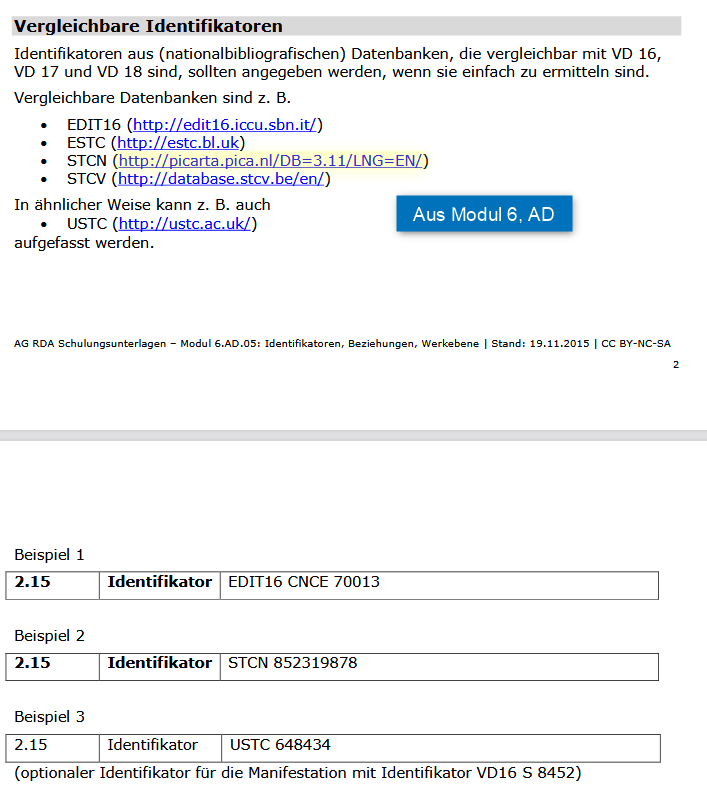 Vergleichbare Identifikatoren
Identifikatoren aus (nationalbibliografischen) Datenbanken, die vergleichbar mit VD 16,
VD 17 und VD 18 sind, sollten angegeben werden, wenn sie einfach zu ermitteln sind.
Vergleichbare Datenbanken sind z. B.
• EDIT16 (http://edit16.iccu.sbn.it/)
• ESTC (http://estc.bl.uk)
• STCN (http://picarta.pica.nl/DB=3.11/LNG=EN/)
• STCV (http://database.stcv.be/en/)
In ähnlicher Weise kann z. B. auch
• USTC (http://ustc.ac.uk/)
aufgefasst werden.
Aus Modul 6, AD
AG RDA Schulungsunterlagen – Modul 6.AD.05: Identifikatoren, Beziehungen, Werkebene | Stand: 19.11.2015 | CC BY-NC-SA
2
Beispiel 1
2.15 Identifikator EDIT16 CNCE 70013
Beispiel 2
2.15 Identifikator STCN 852319878
Beispiel 3
2.15 Identifikator USTC 648434
(optionaler Identifikator für die Manifestation mit Identifikator VD16 S 8452)